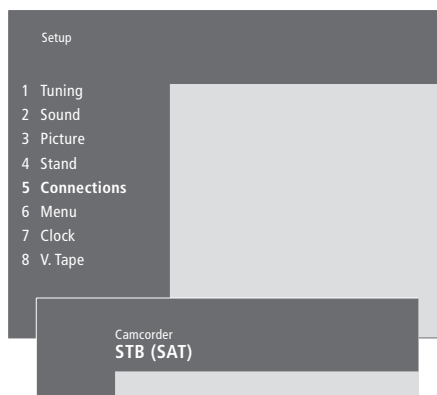 Setup
1 Tuning
2 Sound
3 Picture
4 Stand
5 Connections
6 Menu
7 Clock
8 V. Tape
Camcorder
STB (SAT)